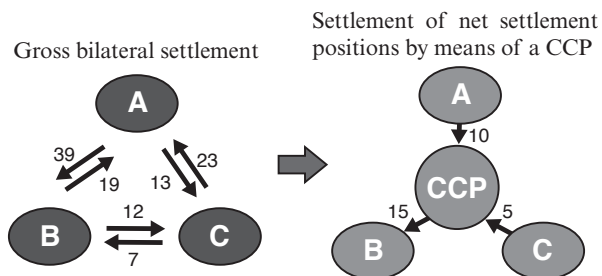 Gross bilateral settlement
A
39
19
13
23
B
12
7
C
Settlement of net settlement
positions by means of a CCP
A
10
CCP
15
5
B
C